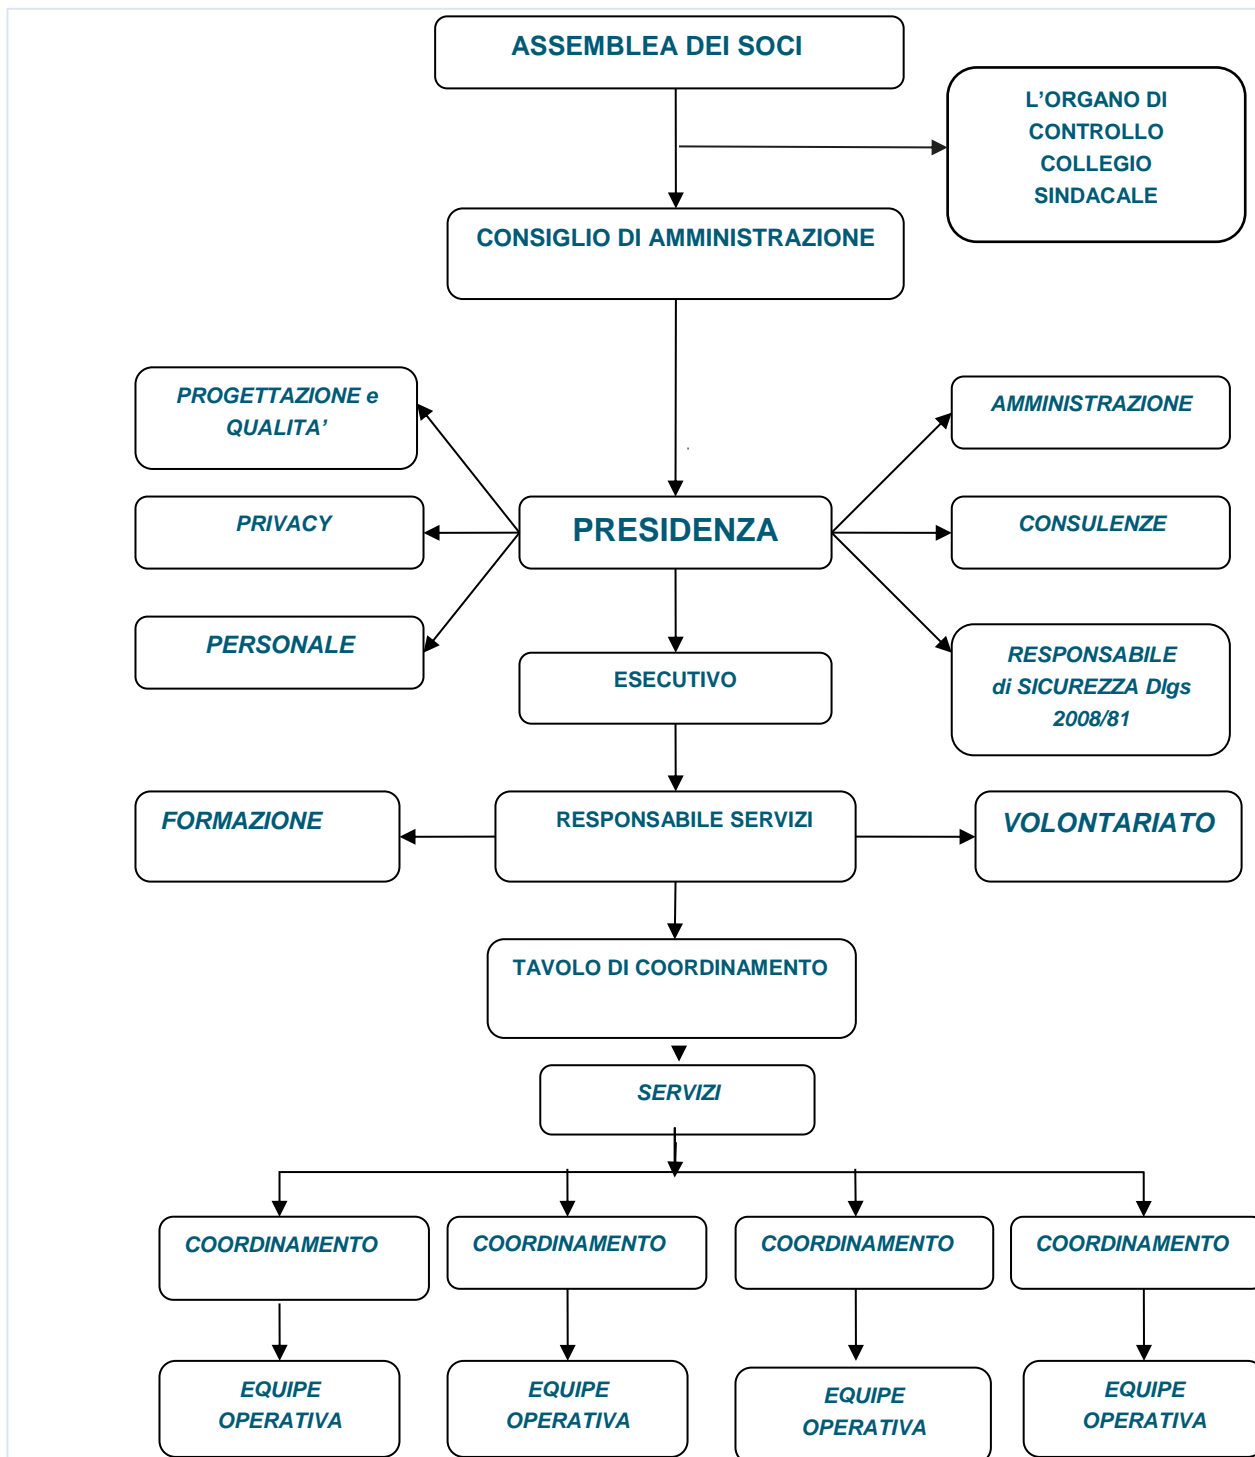 ASSEMBLEA DEI SOCI
L’ORGANO DI
CONTROLLO
COLLEGIO
SINDACALE
CONSIGLIO DI AMMINISTRAZIONE
PROGETTAZIONE e
QUALITA’
AMMINISTRAZIONE
PRIVACY
PRESIDENZA
CONSULENZE
PERSONALE
ESECUTIVO
RESPONSABILE
di SICUREZZA Dlgs
2008/81
FORMAZIONE
RESPONSABILE SERVIZI
VOLONTARIATO
TAVOLO DI COORDINAMENTO
SERVIZI
COORDINAMENTO
COORDINAMENTO
COORDINAMENTO
COORDINAMENTO
EQUIPE
OPERATIVA
EQUIPE
OPERATIVA
EQUIPE
OPERATIVA
EQUIPE
OPERATIVA